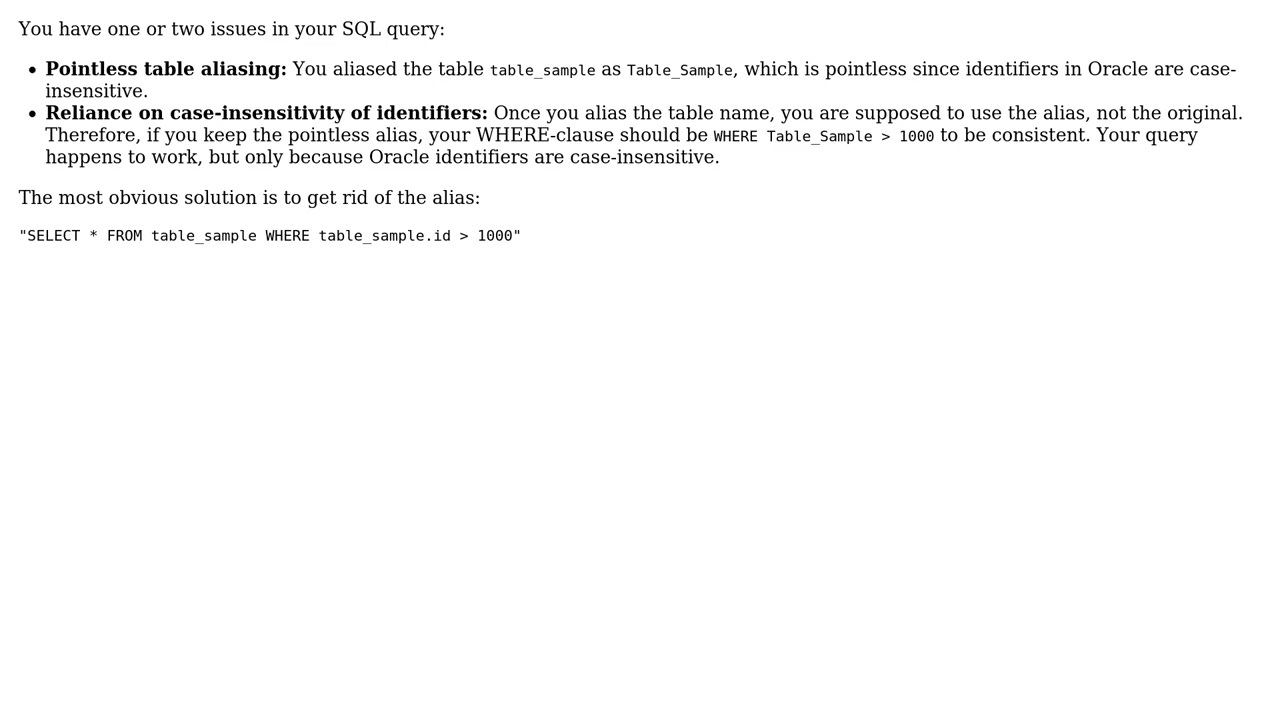 You have one or two issues in your SQL query:
• Pointless table aliasing: You aliased the table table_sample as Table_Sample, which is pointless since identifiers in Oracle are case-
insensitive.
• Reliance on case-insensitivity of identifiers: Once you alias the table name, you are supposed to use the alias, not the original.
Therefore, if you keep the pointless alias, your WHERE-clause should be WHERE Table_Sample > 1000 to be consistent. Your query
happens to work, but only because Oracle identifiers are case-insensitive.
The most obvious solution is to get rid of the alias:
"SELECT * FROM table_sample WHERE table_sample.id > 1000"